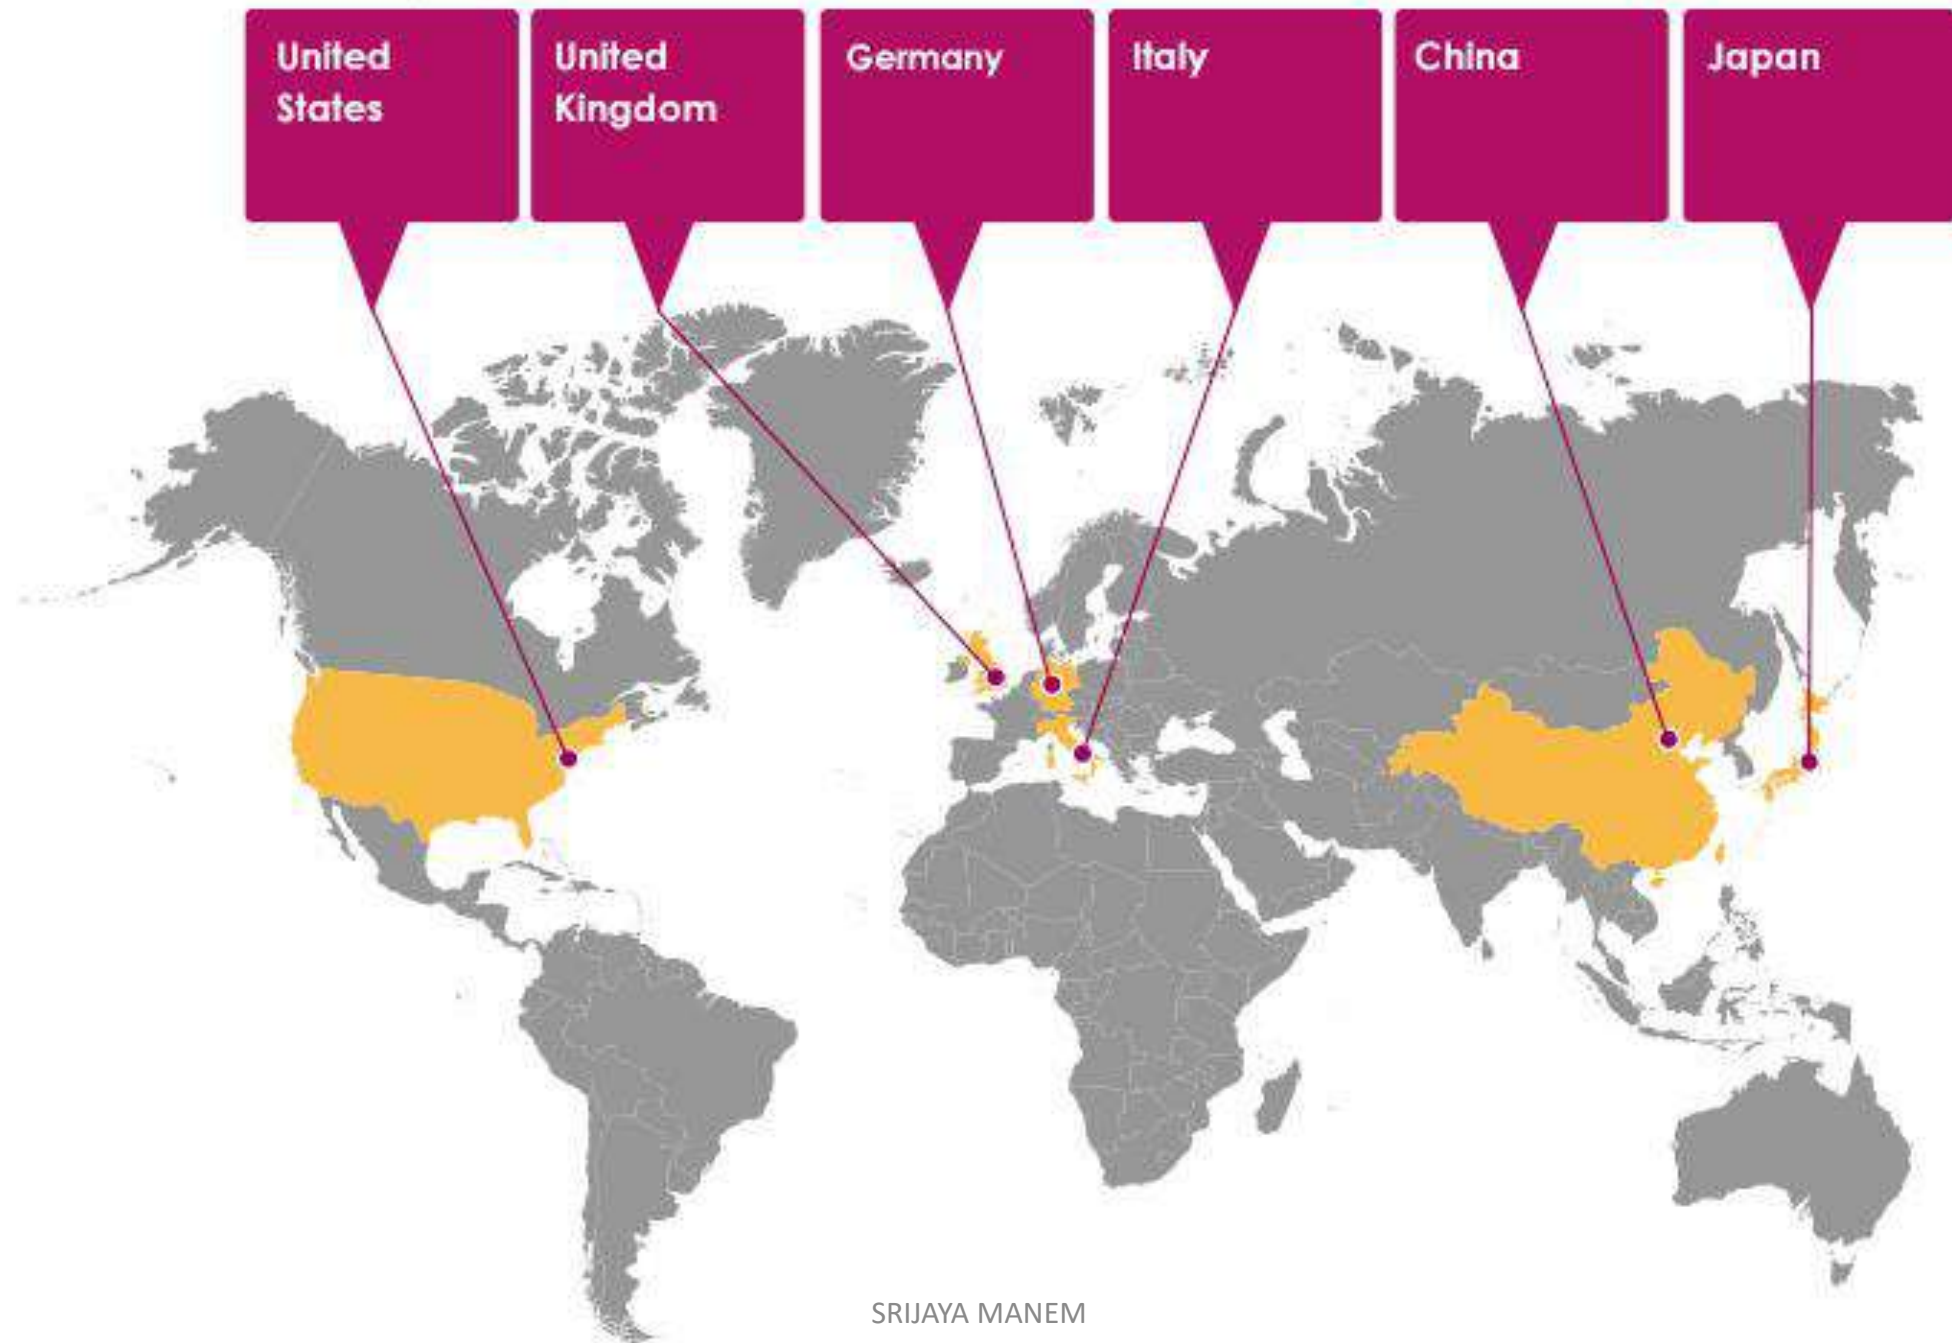 United
States
United
Kingdom
Germany
Italy
China
Japan
SRIJAYA MANEM